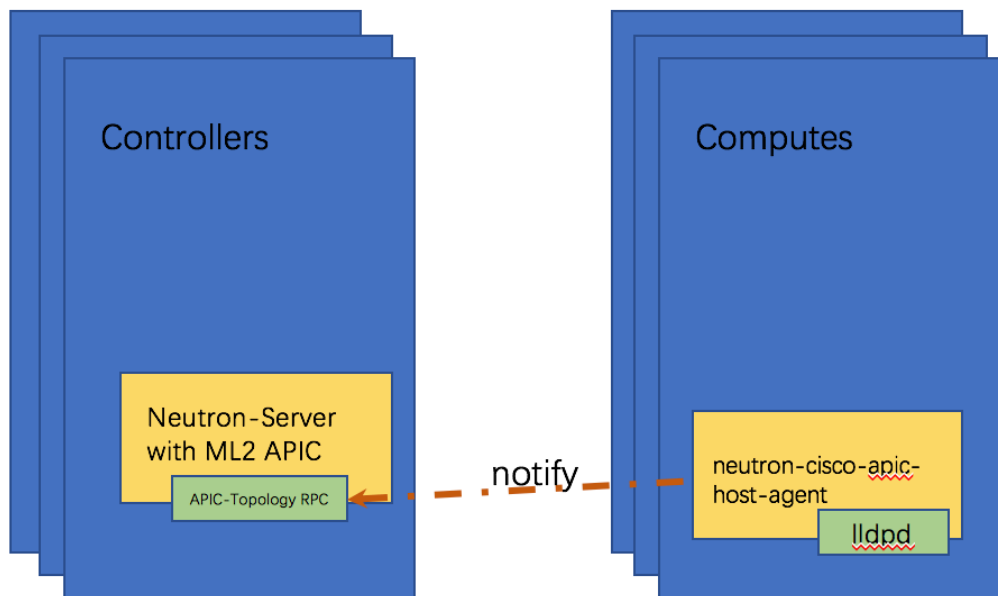 Controllers
Neutron-Server
with ML2 APIC
APIC-Topology RPC
notify
Computes
neutron-cisco-apic-
host-agent
lldpd